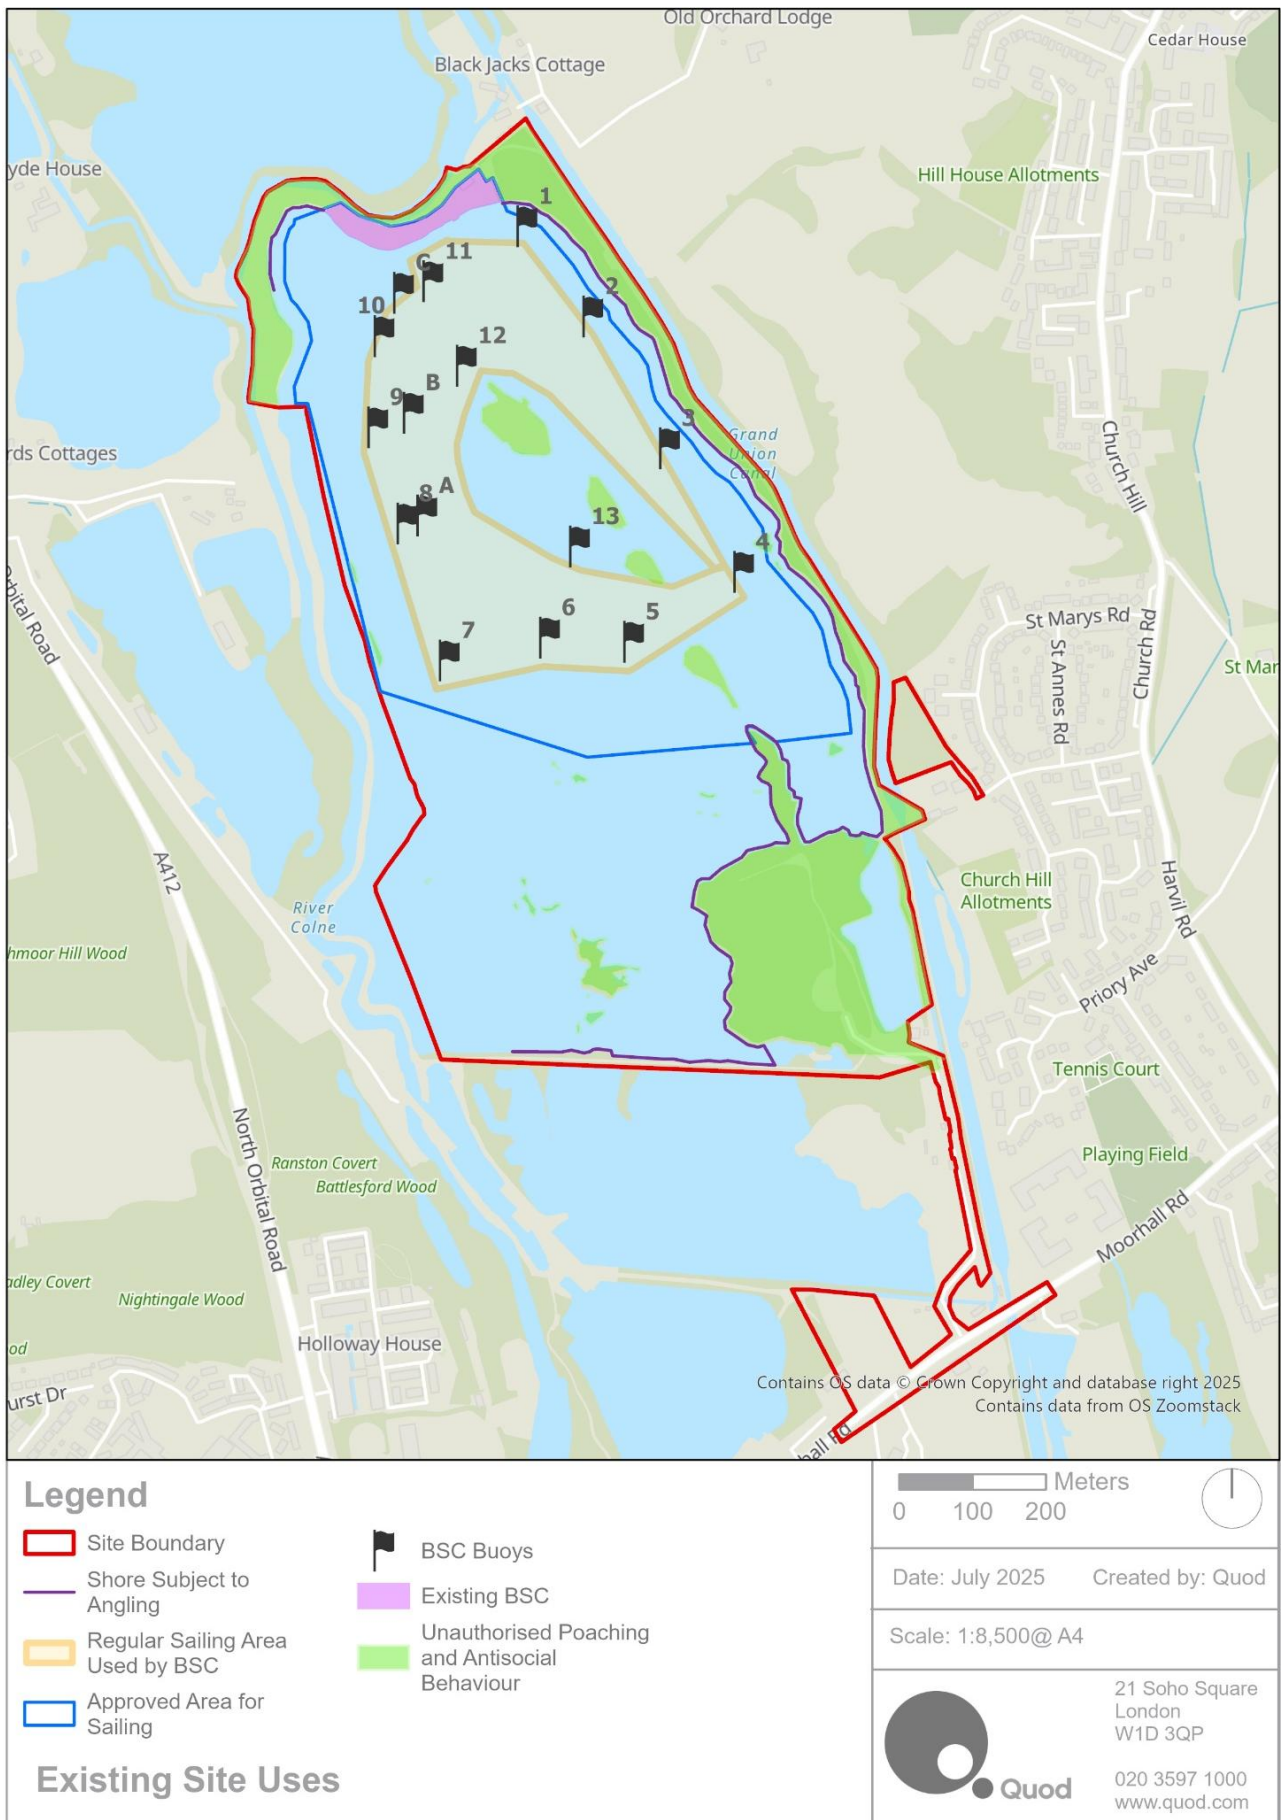 Old Orchard Lodge
Cedar House
Black Jacks Cottage
yde House
Hill House Allotments
1
11
C
2
10
12
9
B
3
Grand
Union
Canal
Church Hill
rds Cottages
8
A
13
4
Orbital Road
6
5
7
St Marys Rd
St Annes Rd
Church Rd
St Mar
A412
River
Colne
Church Hill
Allotments
Harvil Rd
hmoor Hill Wood
Priory Ave
Tennis Court
North Orbital Road
Ranston Covert
Battlesford Wood
Playing Field
Moorhall Rd
adley Covert
Nightingale Wood
Holloway House
od
urst Dr
hall Rd
Contains OS data © Crown Copyright and database right 2025
Contains data from OS Zoomstack
Legend
Site Boundary
Shore Subject to
Angling
Regular Sailing Area
Used by BSC
Approved Area for
Sailing
BSC Buoys
Existing BSC
Unauthorised Poaching
and Antisocial
Behaviour
Existing Site Uses
Meters
0 100 200
Date: July 2025 Created by: Quod
Scale: 1:8,500@ A4
Quod
21 Soho Square
London
W1D 3QP
020 3597 1000
www.quod.com